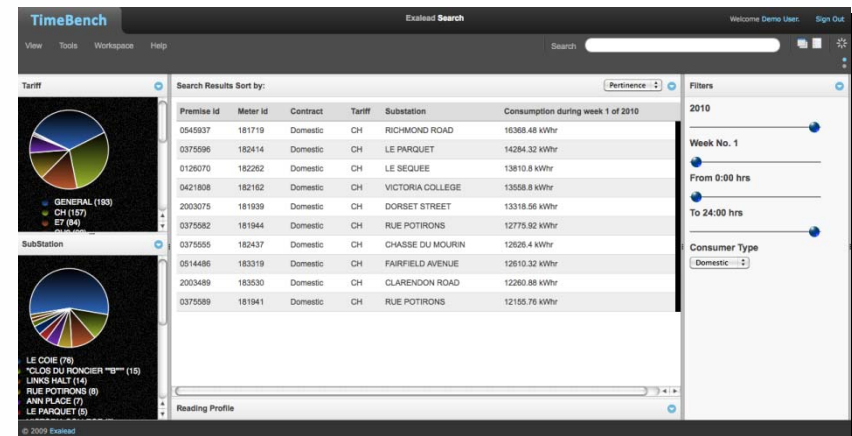 TimeBench
Exalead Search
Welcome Demo User. Sign Out
View Tools Workspace Help
Search
Tariff
GENERAL (193)
CH (157)
E7 (84)
SubStation
LE COIE (76)
"CLOS DU RONCIER ""B""" (15)
LINKS HALT (14)
RUE POTIRONS (8)
ANN PLACE (7)
LE PARQUET (5)
Search Results Sort by: Pertinence
Premise id Meter id Contract Tariff Substation Consumption during week 1 of 2010
0545937 181719 Domestic CH RICHMOND ROAD 16368.48 kWhr
0375596 182414 Domestic CH LE PARQUET 14284.32 kWhr
0126070 182262 Domestic CH LE SEQUEE 13810.8 kWhr
0421808 182162 Domestic CH VICTORIA COLLEGE 13558.8 kWhr
2003075 181939 Domestic CH DORSET STREET 13318.56 kWhr
0375582 181944 Domestic CH RUE POTIRONS 12775.92 kWhr
0375555 182437 Domestic CH CHASSE DU MOURIN 12626.4 kWhr
0514486 183319 Domestic CH FAIRFIELD AVENUE 12610.32 kWhr
2003489 183530 Domestic CH CLARENDON ROAD 12260.88 kWhr
0375589 181941 Domestic CH RUE POTIRONS 12155.76 kWhr
Reading Profile
Filters
2010
Week No. 1
From 0:00 hrs
To 24:00 hrs
Consumer Type
Domestic
© 2009 Exalead